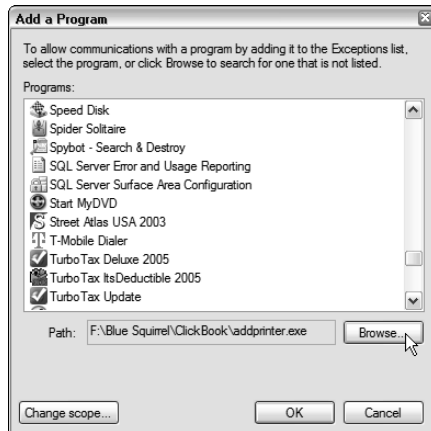 Add a Program
To allow communications with a program by adding it to the Exceptions list,
select the program, or click Browse to search for one that is not listed.
Programs:
Speed Disk
Spider Solitaire
Spybot - Search & Destroy
SQL Server Error and Usage Reporting
SQL Server Surface Area Configuration
Start MyDVD
Street Atlas USA 2003
T-Mobile Dialer
TurboTax Deluxe 2005
TurboTax ItsDeductible 2005
TurboTax Update
Path: F:\Blue Squirrel\ClickBook\addprinter.exe Browse...
Change scope... OK Cancel